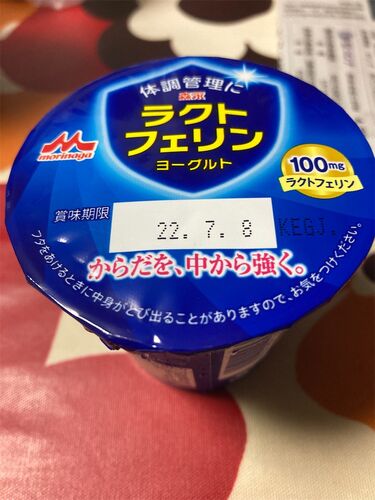 体調管理に
森永
ラクト
フェリン
ヨーグルト
morinaga
100mg
ラクトフェリン
賞味期限
22.7.8 KEGJ.
からだを、中から強く。
フタをあけるときに中身がとび出ることがありますので、お気をつけください。